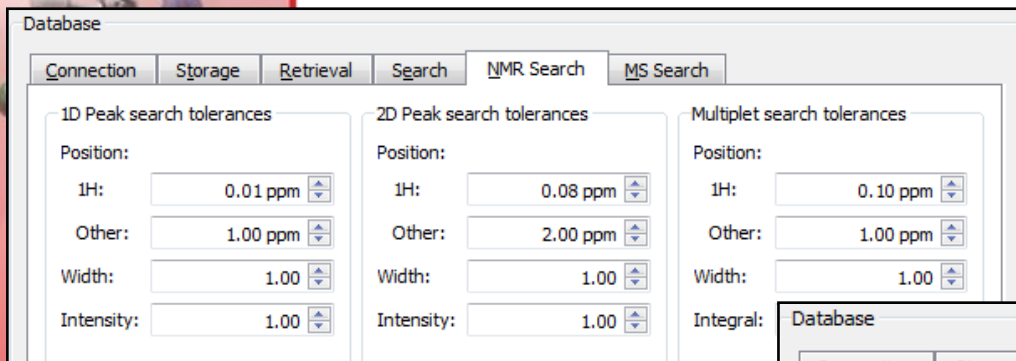 Database
Connection Storage Retrieval Search NMR Search MS Search
1D Peak search tolerances 2D Peak search tolerances Multiplet search tolerances
Position: Position: Position:
1H: 0.01 ppm 1H: 0.08 ppm 1H: 0.10 ppm
Other: 1.00 ppm Other: 2.00 ppm Other: 1.00 ppm
Width: 1.00 Width: 1.00 Width: 1.00
Intensity: 1.00 Intensity: 1.00 Integral:
Database